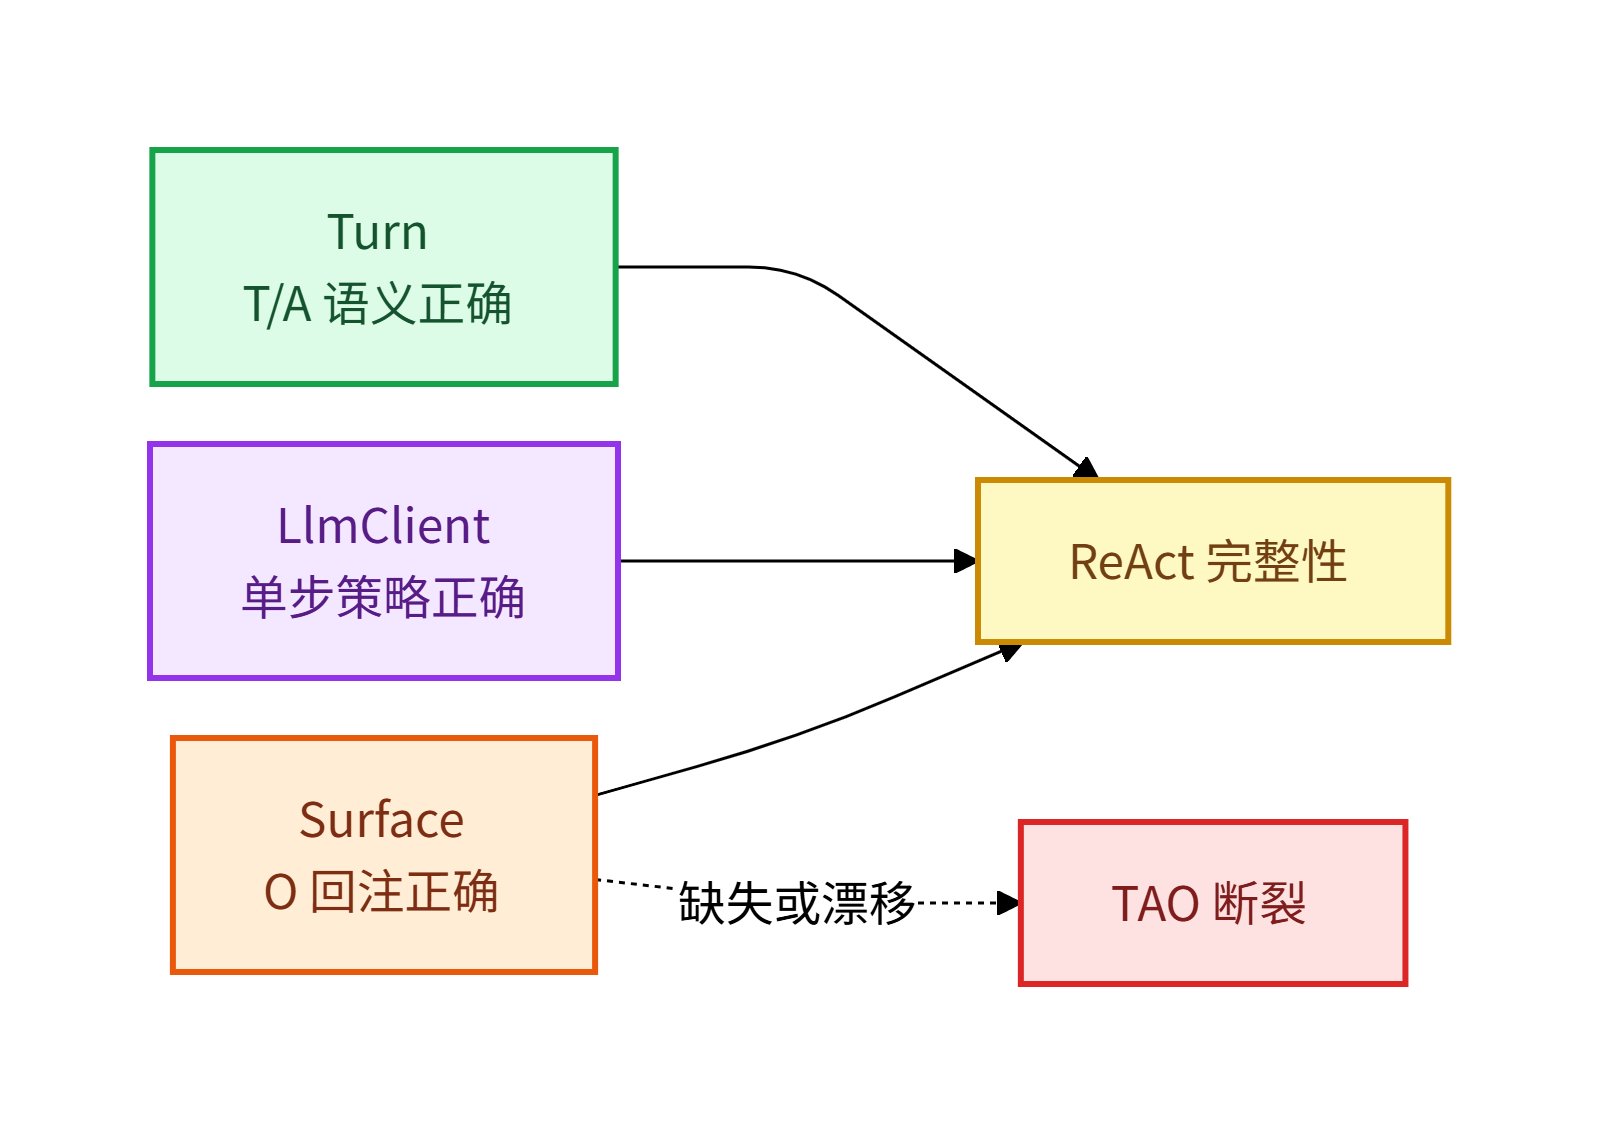 Turn
T/A 语义正确
LlmClient
单步策略正确
ReAct 完整性
Surface
O 回注正确
缺失或漂移
TAO 断裂